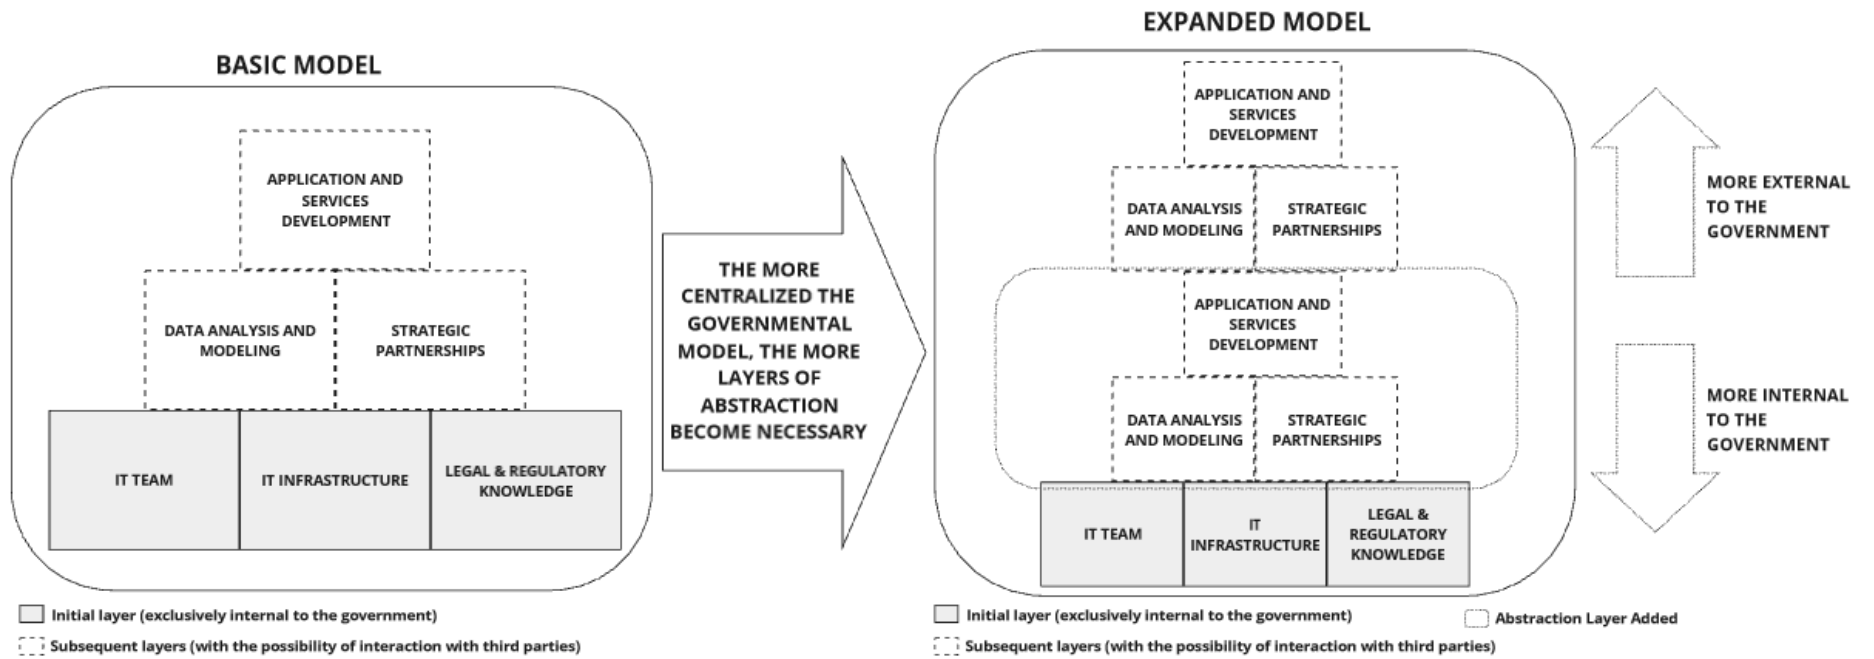 BASIC MODEL
APPLICATION AND
SERVICES
DEVELOPMENT
DATA ANALYSIS AND
MODELING
STRATEGIC
PARTNERSHIPS
IT TEAM
IT INFRASTRUCTURE
LEGAL & REGULATORY
KNOWLEDGE
Initial layer (exclusively internal to the government)
Subsequent layers (with the possibility of interaction with third parties)
THE MORE
CENTRALIZED THE
GOVERNMENTAL
MODEL, THE MORE
LAYERS OF
ABSTRACTION
BECOME NECESSARY
EXPANDED MODEL
APPLICATION AND
SERVICES
DEVELOPMENT
DATA ANALYSIS
AND MODELING
STRATEGIC
PARTNERSHIPS
APPLICATION AND
SERVICES
DEVELOPMENT
DATA ANALYSIS
AND MODELING
STRATEGIC
PARTNERSHIPS
IT TEAM
IT
INFRASTRUCTURE
LEGAL &
REGULATORY
KNOWLEDGE
Initial layer (exclusively internal to the government)
Abstraction Layer Added
Subsequent layers (with the possibility of interaction with third parties)
MORE EXTERNAL
TO THE
GOVERNMENT
MORE INTERNAL
TO THE
GOVERNMENT